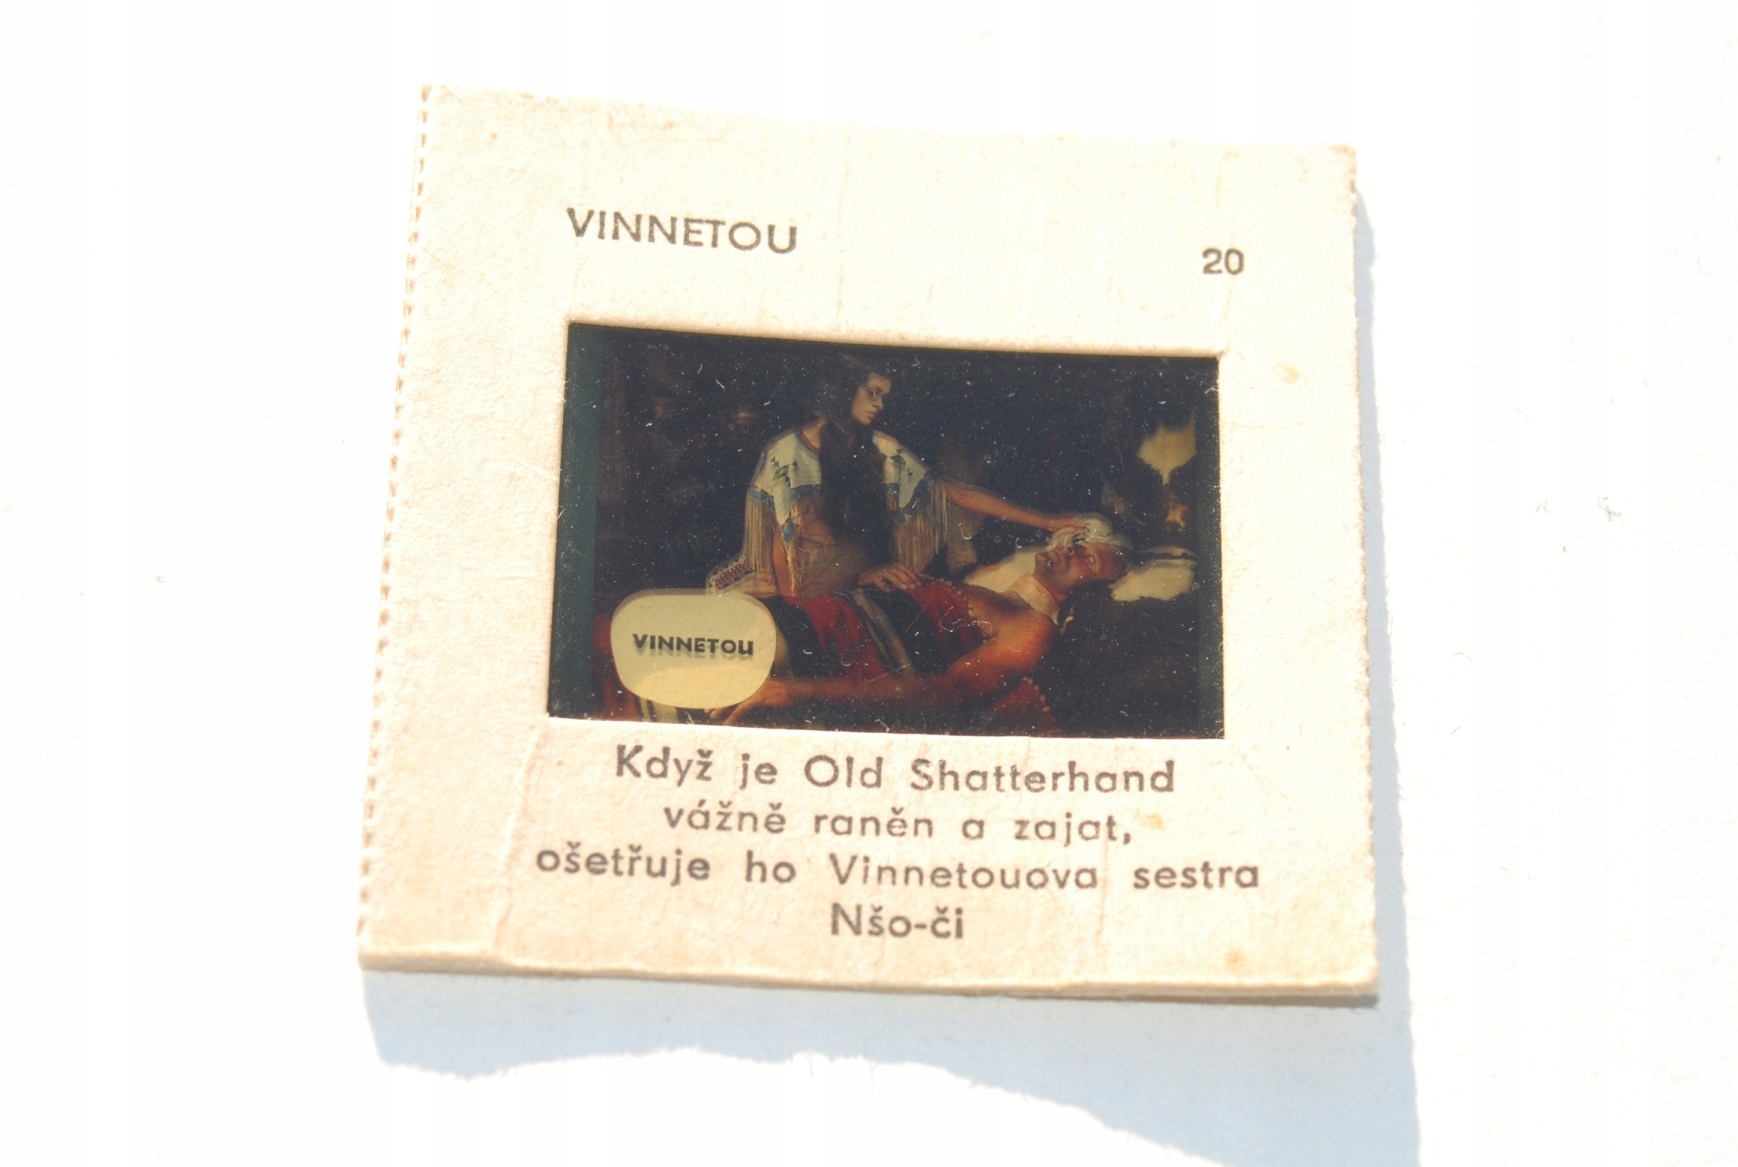 VINNETOU
20
VINNETOU
Když je Old Shatterhand
vážně raněn a zajat,
ošetřuje ho Vinnetouova sestra
Nšo-či